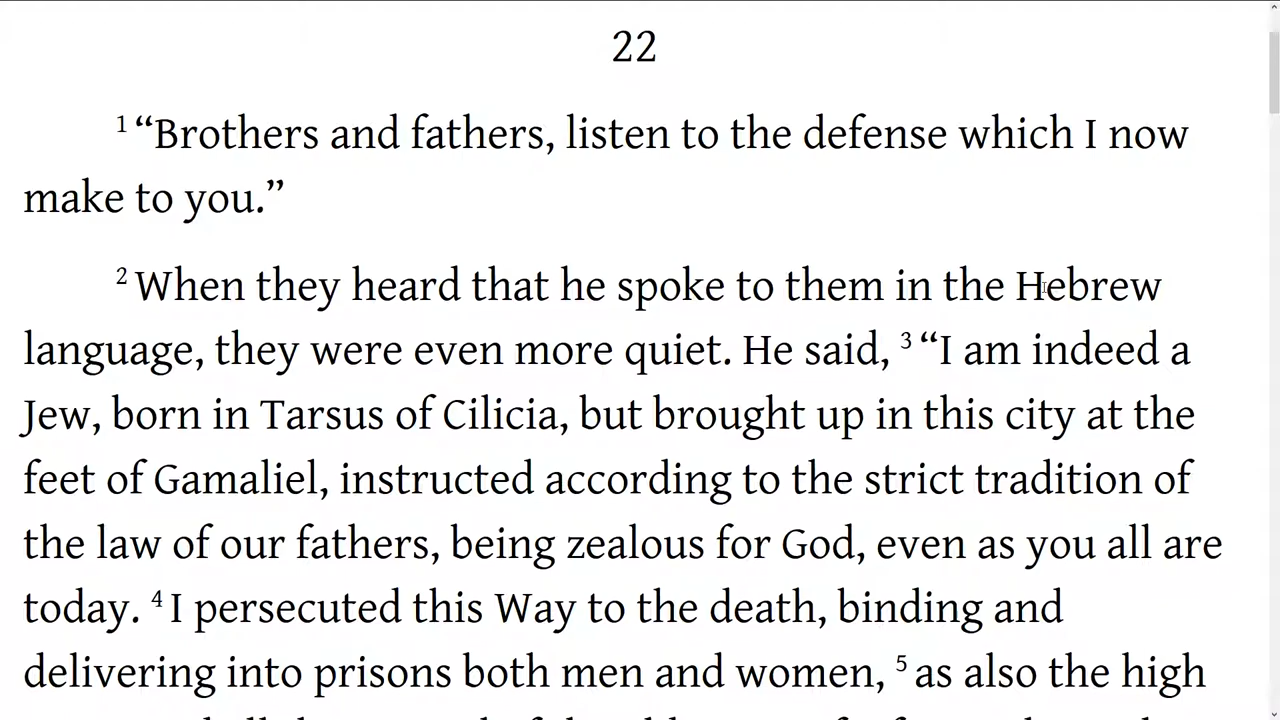 22
1 “Brothers and fathers, listen to the defense which I now
make to you.”
2 When they heard that he spoke to them in the Hebrew
language, they were even more quiet. He said, 3 “I am indeed a
Jew, born in Tarsus of Cilicia, but brought up in this city at the
feet of Gamaliel, instructed according to the strict tradition of
the law of our fathers, being zealous for God, even as you all are
today. 4 I persecuted this Way to the death, binding and
delivering into prisons both men and women, 5 as also the high